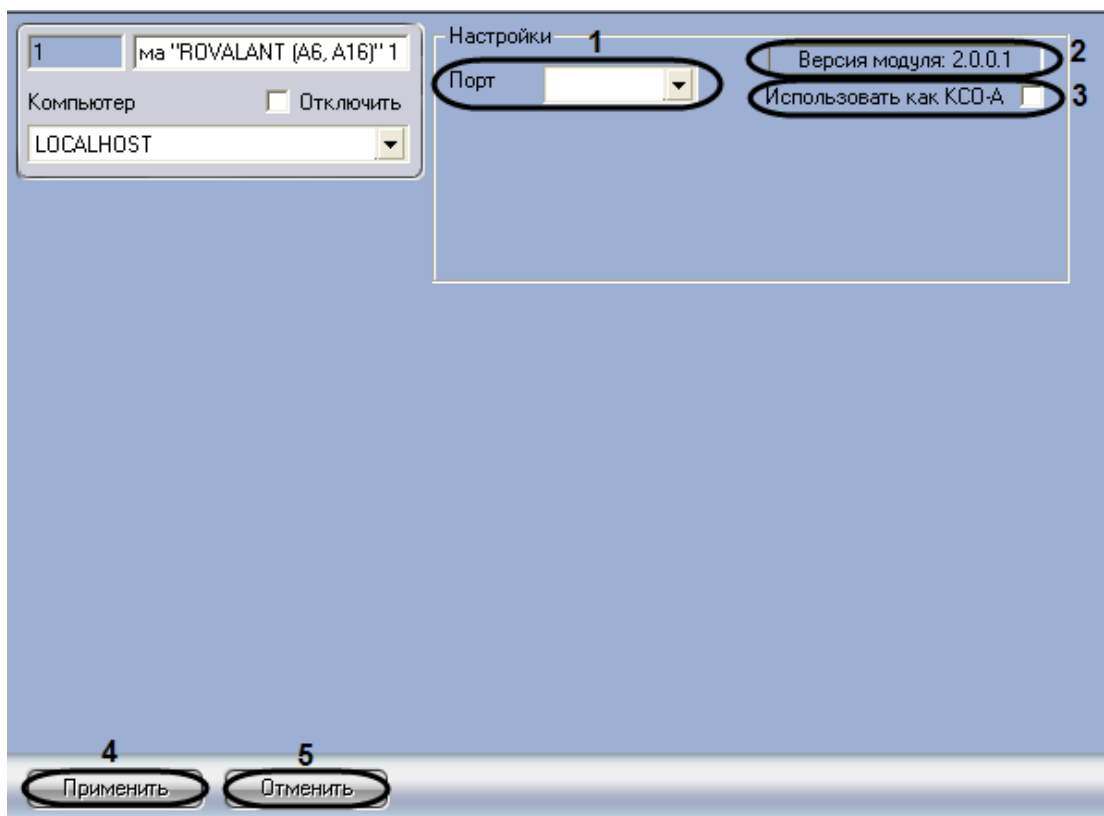 1 ма "ROVALANT (A6, A16)" 1
Компьютер Отключить
LOCALHOST
Настройки 1
Порт
Версия модуля: 2.0.0.1 2
Использовать как КСО-А 3
4 5
Применить Отменить